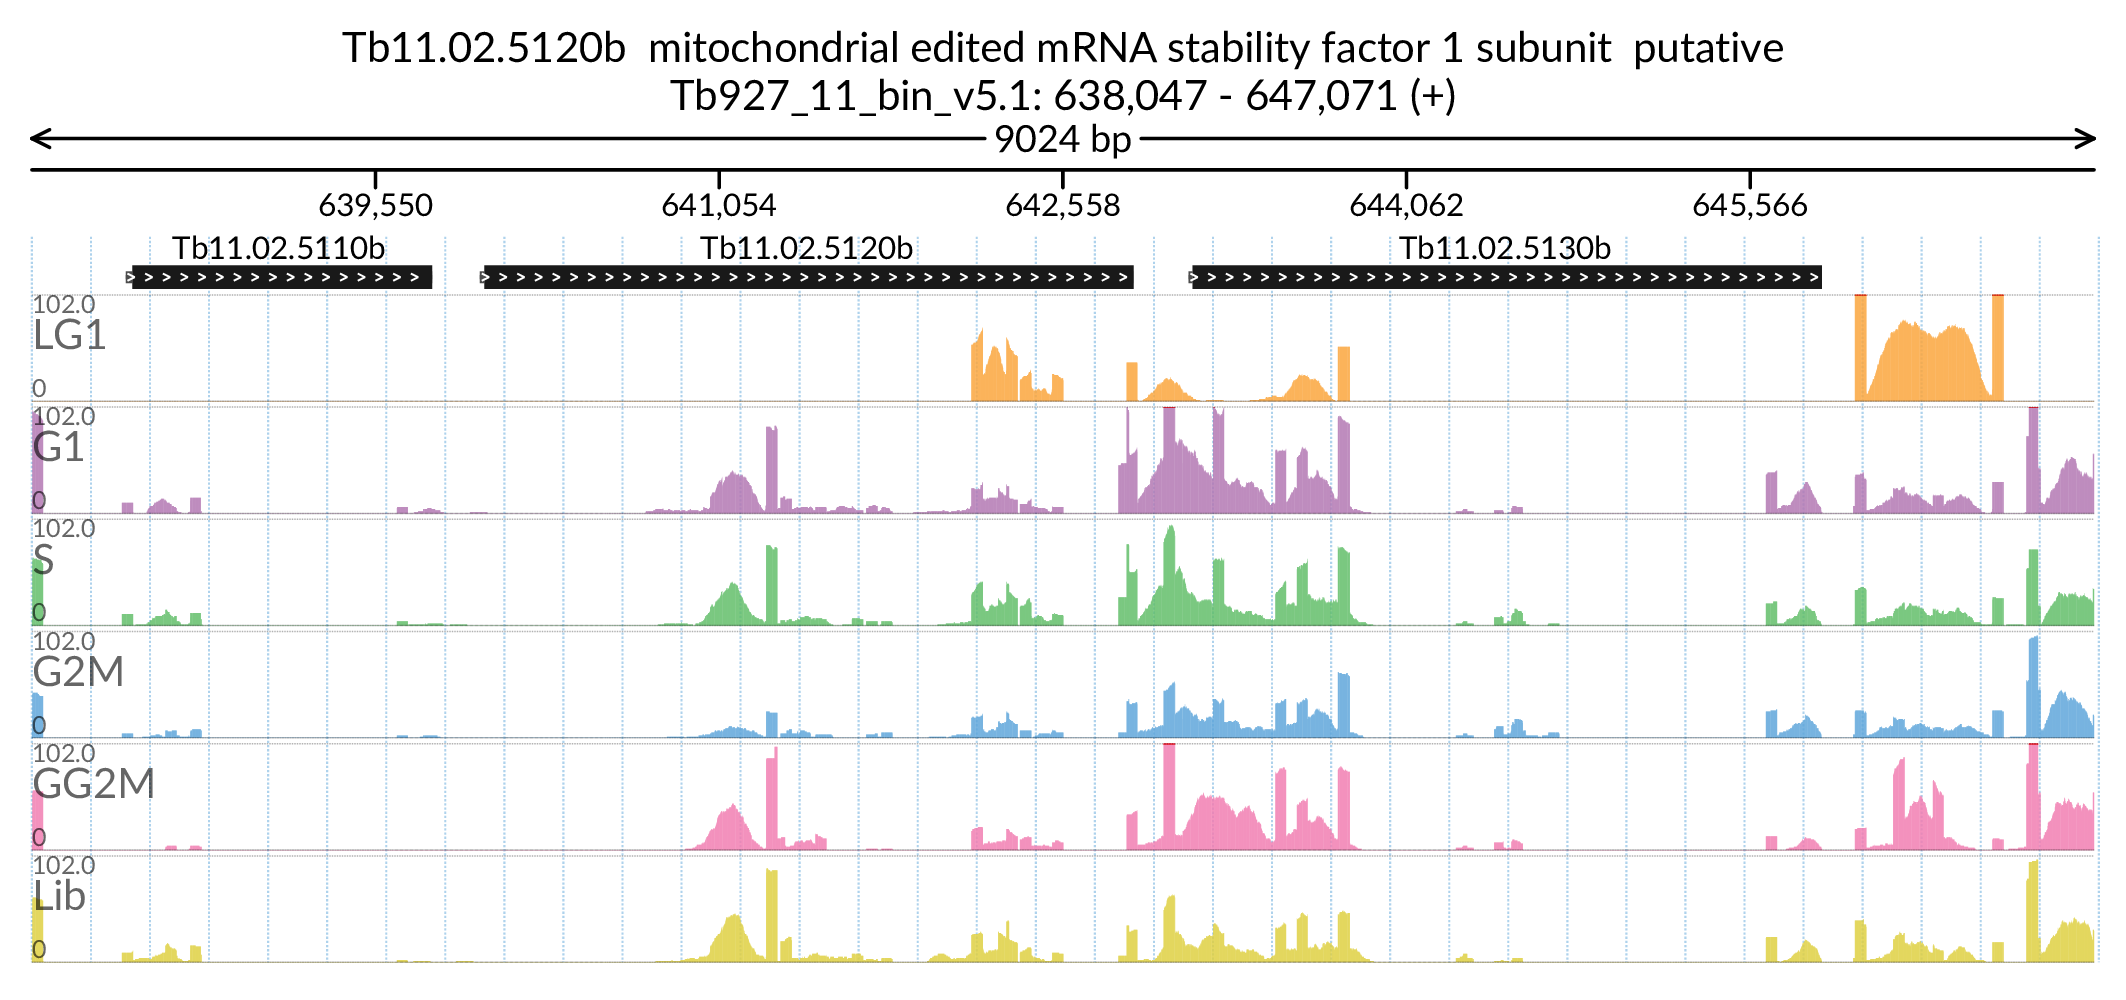 Tb11.02.5120b  mitochondrial edited mRNA stability factor 1 subunit  putative
Tb927_11_bin_v5.1: 638,047 - 647,071 (+)
9024 bp
639,550 641,054 642,558 644,062 645,566
Tb11.02.5110b Tb11.02.5120b Tb11.02.5130b
102.0
LG1
0
102.0
G1
0
102.0
S
0
102.0
G2M
0
102.0
GG2M
0
102.0
Lib
0